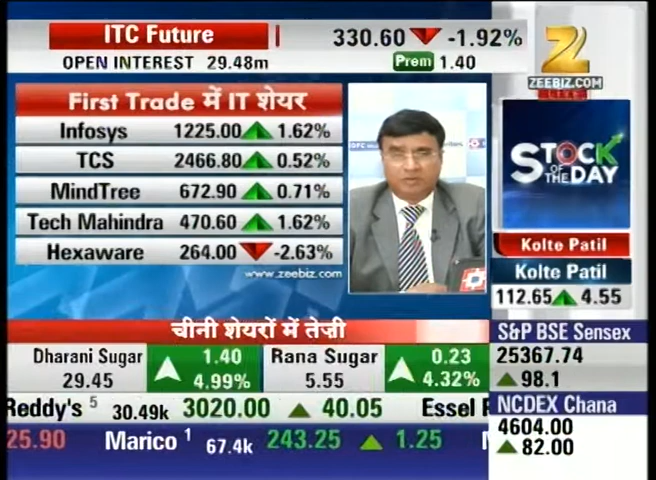 ITC Future
330.60 -1.92%
OPEN INTEREST 29.48m
Prem 1.40
Z
ZEEBIZ.COM
First Trade में IT शेयर
Infosys 1225.00 1.62%
TCS 2466.80 0.52%
MindTree 672.90 0.71%
Tech Mahindra 470.60 1.62%
Hexaware 264.00 -2.63%
www.zeebiz.com
STOCK
OF THE DAY
Kolte Patil
Kolte Patil
112.65 4.55
चीनी शेयरों में तेज़ी
Dharani Sugar 1.40
29.45 4.99%
Rana Sugar 0.23
5.55 4.32%
S&P BSE Sensex
25367.74
98.1
Reddy's 5 30.49k 3020.00 40.05 Essel
NCDEX Chana
4604.00
82.00
25.90 Marico 1 67.4k 243.25 1.25